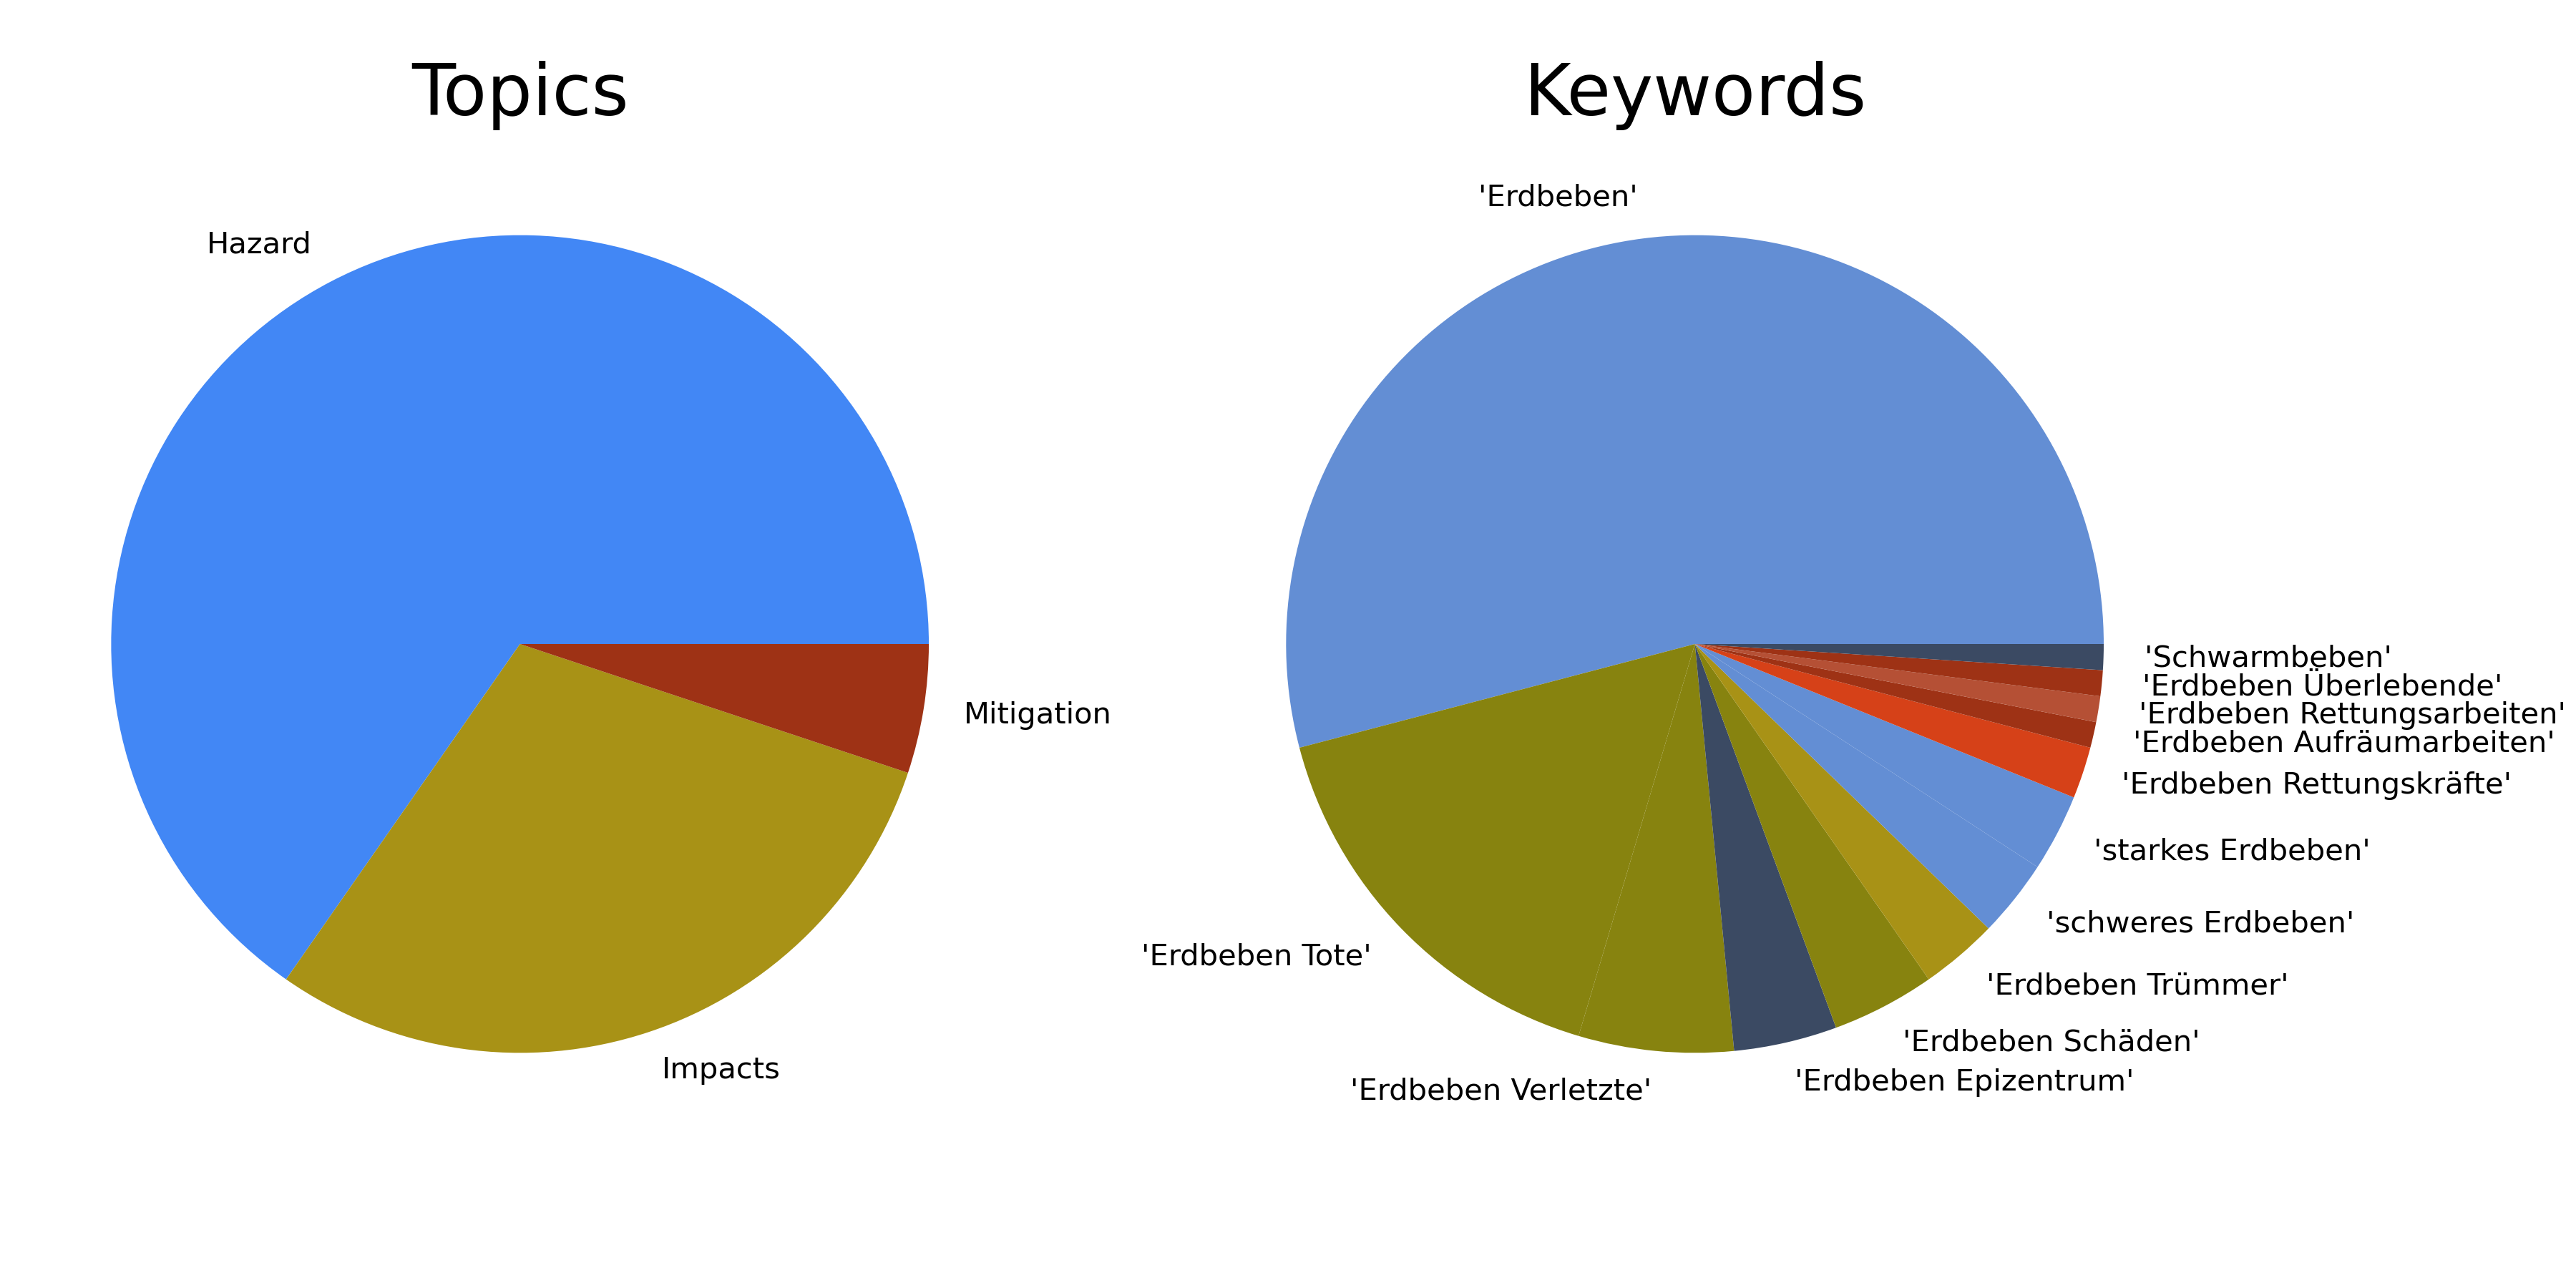 Topics
Hazard
Mitigation
Impacts
Keywords
'Erdbeben'
'Schwarmbeben'
'Erdbeben Überlebende'
'Erdbeben Rettungsarbeiten'
'Erdbeben Aufräumarbeiten'
'Erdbeben Rettungskräfte'
'starkes Erdbeben'
'schweres Erdbeben'
'Erdbeben Trümmer'
'Erdbeben Schäden'
'Erdbeben Epizentrum'
'Erdbeben Verletzte'
'Erdbeben Tote'